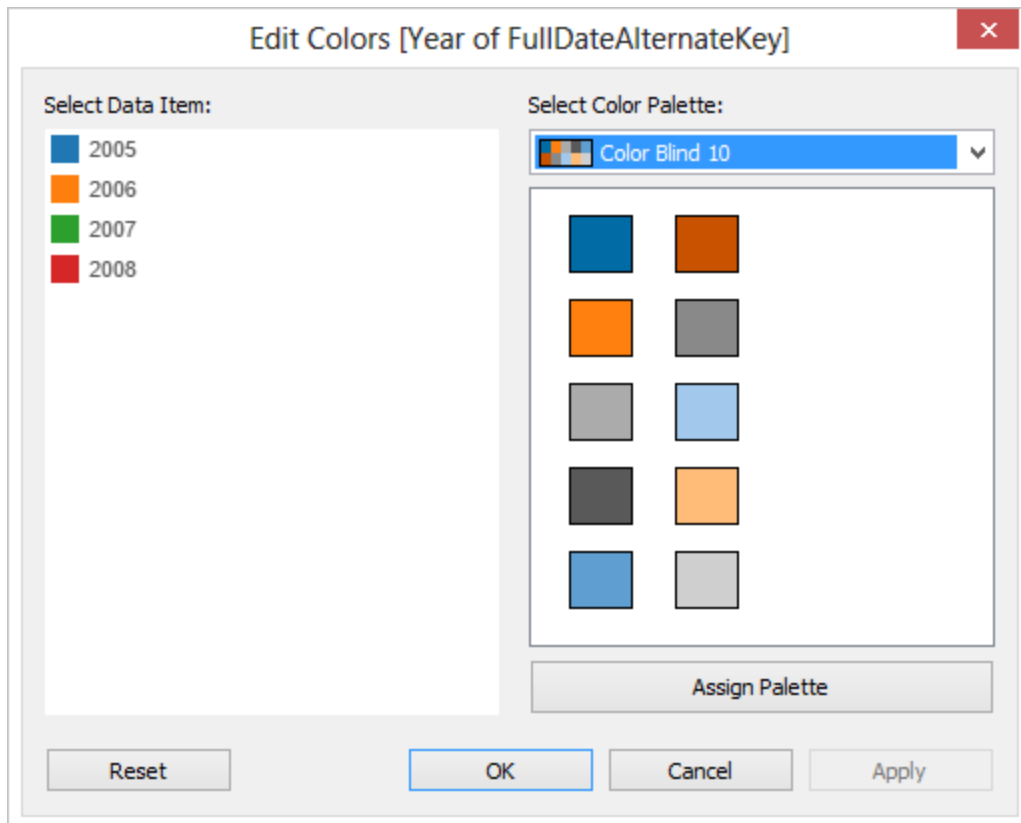 Edit Colors [Year of FullDateAlternateKey]
Select Data Item:
2005
2006
2007
2008
Select Color Palette:
Color Blind 10
Assign Palette
Reset
OK
Cancel
Apply